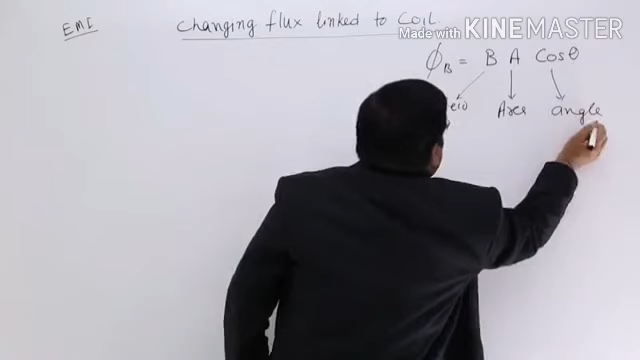 EMI
Changing flux linked to Coil.
Made with KINEMASTER
ϕB = B A Cosθ
Area angle